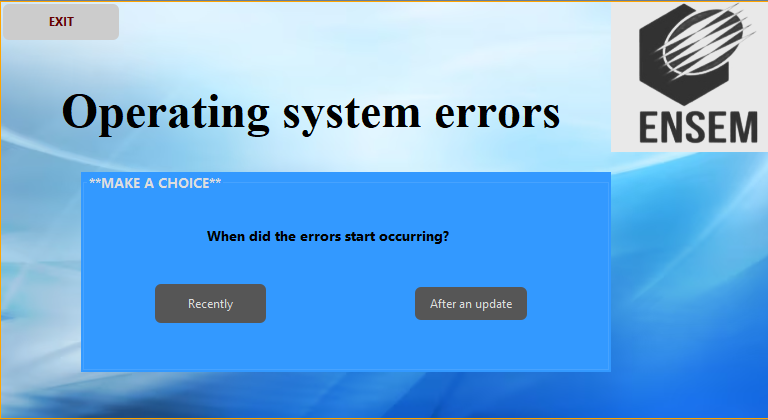 EXIT
ENSEM
Operating system errors
**MAKE A CHOICE**
When did the errors start occurring?
Recently
After an update